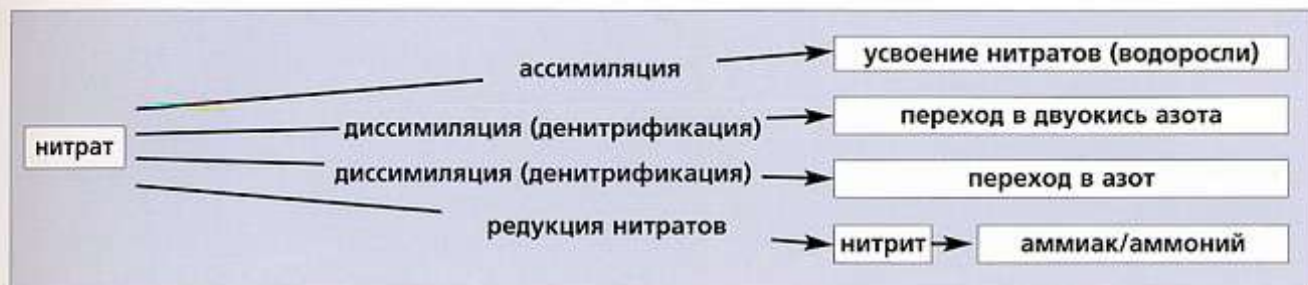 ассимиляция
усвоение нитратов (водоросли)
диссимиляция (денитрификация)
переход в двуокись азота
нитрат
диссимиляция (денитрификация)
переход в азот
редукция нитратов
нитрит
аммиак/аммоний